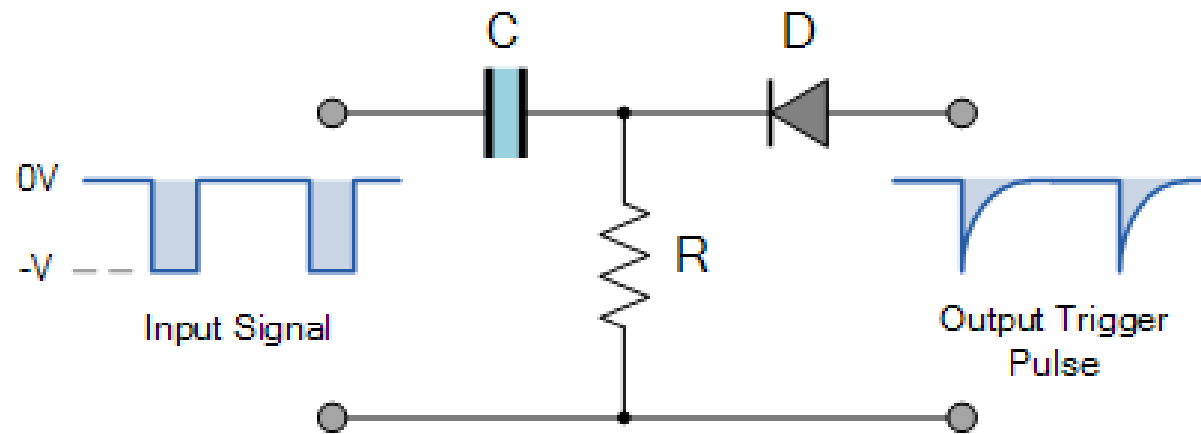 C
D
0V
-V
R
Input Signal
Output Trigger
Pulse